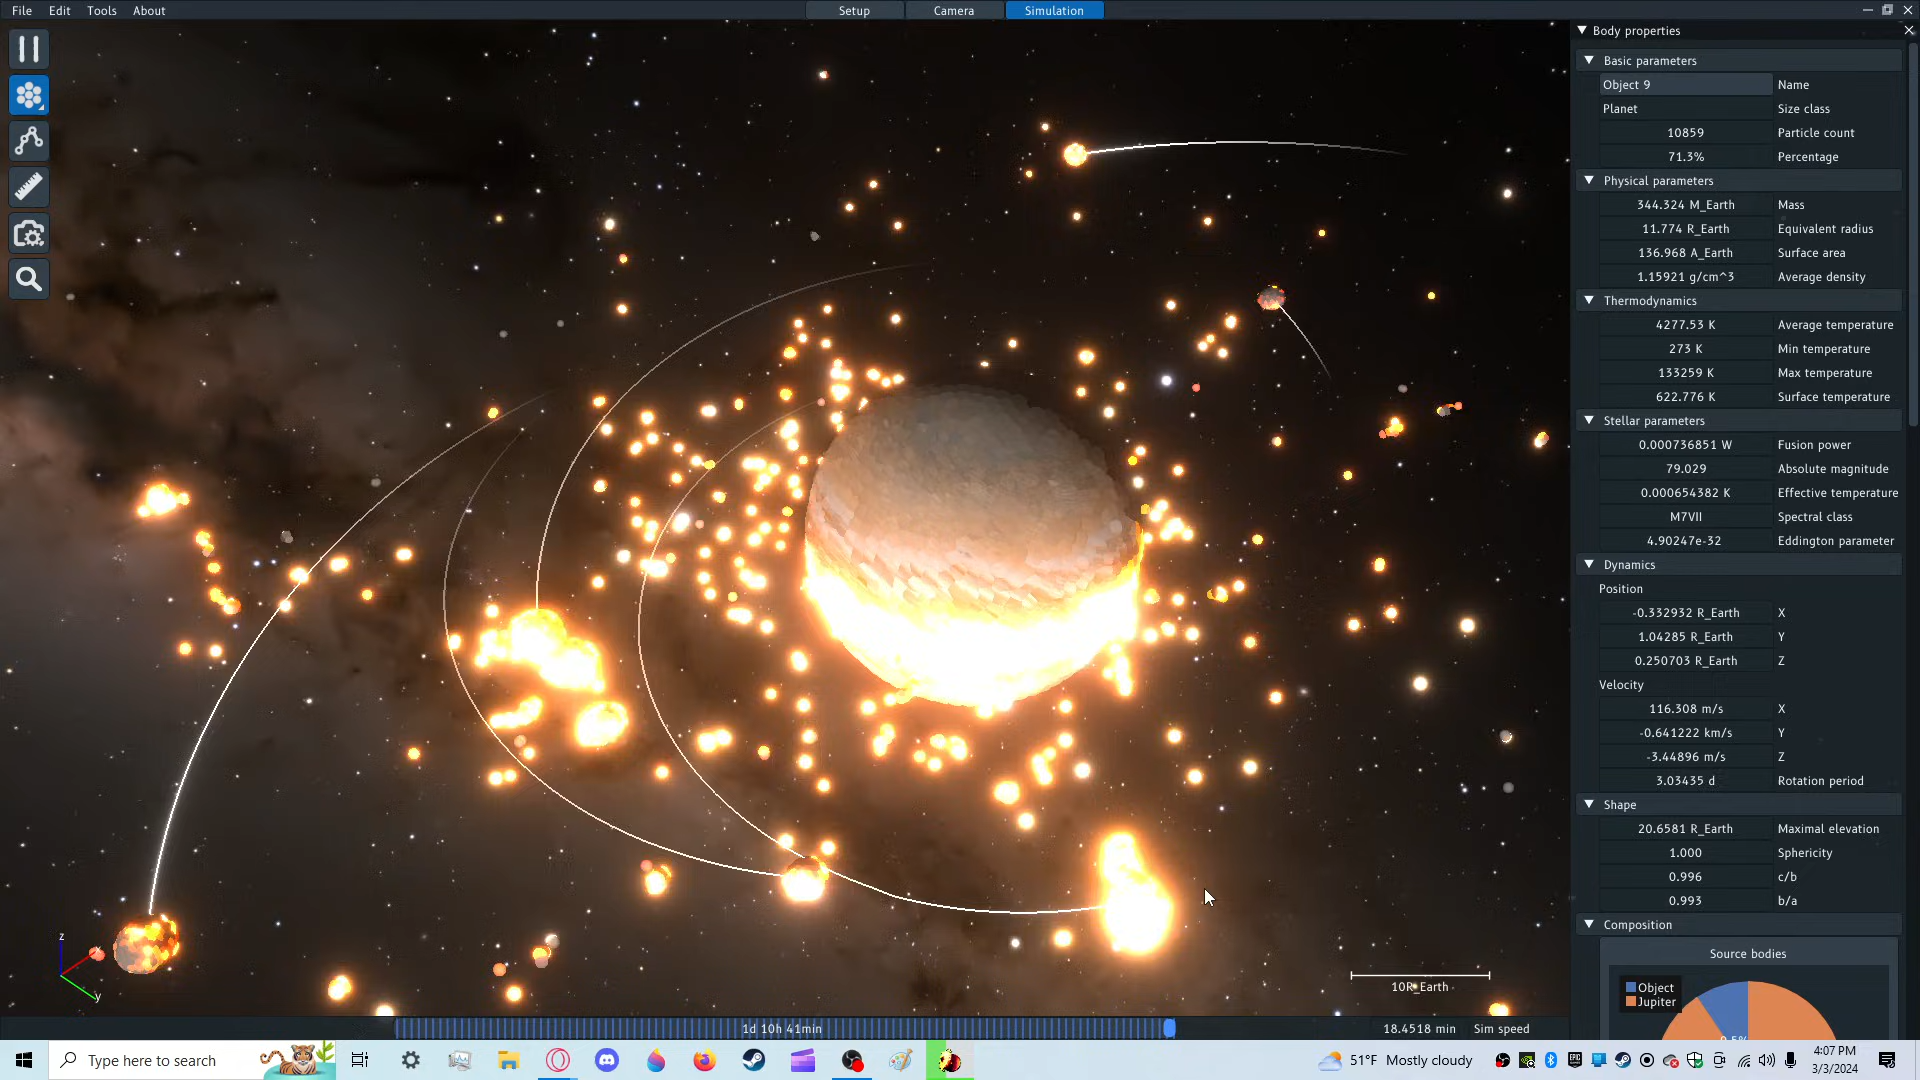 File Edit Tools About
Setup Camera Simulation
Body properties
Basic parameters
Object 9 Name
Planet Size class
10859 Particle count
71.3% Percentage
Physical parameters
344.324 M_Earth Mass
11.774 R_Earth Equivalent radius
136.968 A_Earth Surface area
1.15921 g/cm^3 Average density
Thermodynamics
4277.53 K Average temperature
273 K Min temperature
133259 K Max temperature
622.776 K Surface temperature
Stellar parameters
0.000736851 W Fusion power
79.029 Absolute magnitude
0.000654382 K Effective temperature
M7VII Spectral class
4.90247e-32 Eddington parameter
Dynamics
Position
-0.332932 R_Earth X
1.04285 R_Earth Y
0.250703 R_Earth Z
Velocity
116.308 m/s X
-0.641222 km/s Y
-3.44896 m/s Z
3.03435 d Rotation period
Shape
20.6581 R_Earth Maximal elevation
1.000 Sphericity
0.996 c/b
0.993 b/a
Composition
Source bodies
Object
Jupiter
z
x
y
10R_Earth
1d 10h 41min
18.4518 min Sim speed
Type here to search
51°F Mostly cloudy
4:07 PM
3/3/2024